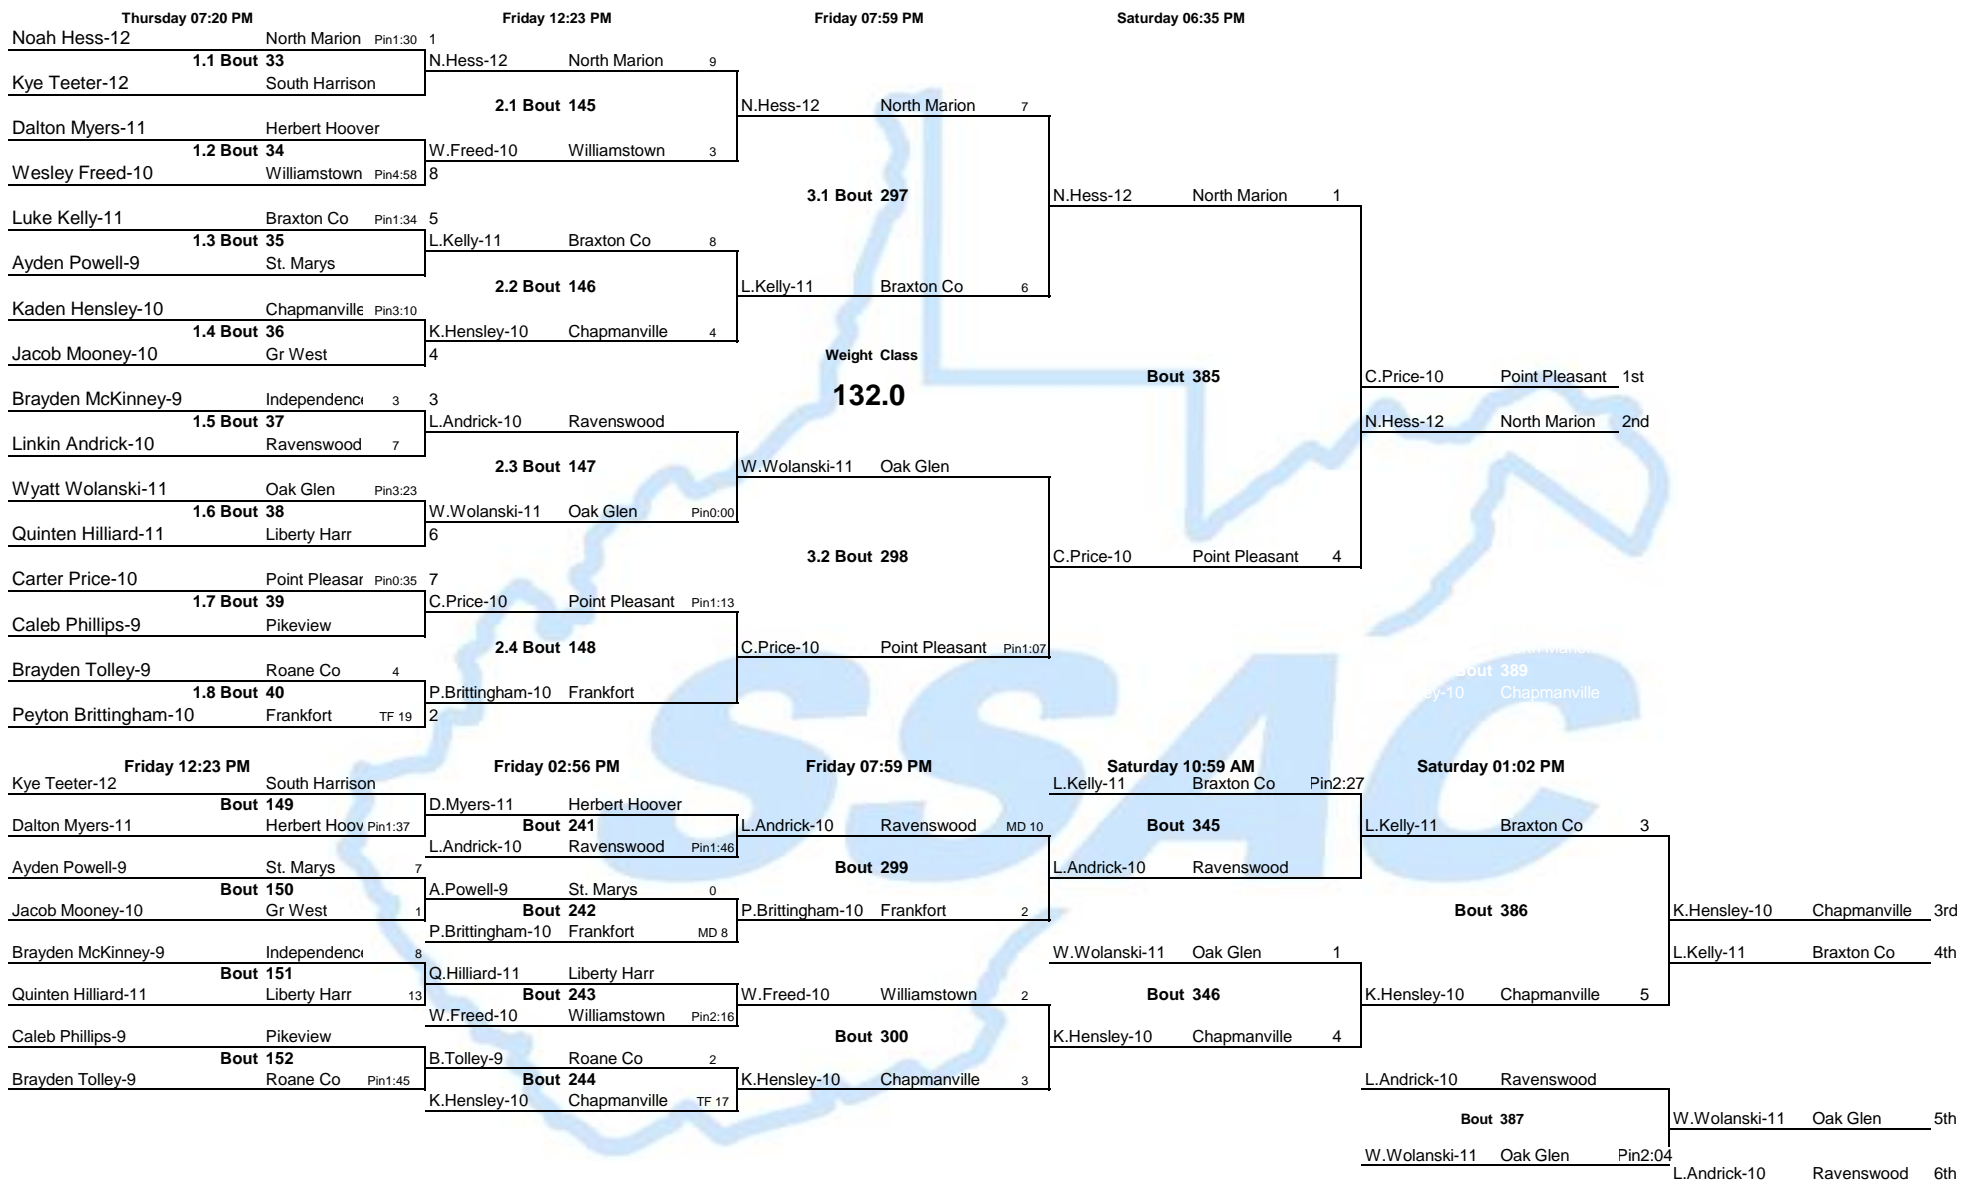 Thursday 07:20 PM Friday 12:23 PM Friday 07:59 PM Saturday 06:35 PM
Noah Hess-12 North Marion Pin1:30 1
1.1 Bout 33 N.Hess-12 North Marion 9
Kye Teeter-12 South Harrison
2.1 Bout 145 N.Hess-12 North Marion 7
Dalton Myers-11 Herbert Hoover
1.2 Bout 34 W.Freed-10 Williamstown 3
Wesley Freed-10 Williamstown Pin4:58 8
3.1 Bout 297 N.Hess-12 North Marion 1
Luke Kelly-11 Braxton Co Pin1:34 5
1.3 Bout 35 L.Kelly-11 Braxton Co 8
Ayden Powell-9 St. Marys
2.2 Bout 146 L.Kelly-11 Braxton Co 6
Kaden Hensley-10 Chapmanville Pin3:10
1.4 Bout 36 K.Hensley-10 Chapmanville 4
Jacob Mooney-10 Gr West 4 Weight Class
Bout 385 C.Price-10 Point Pleasant 1st
Brayden McKinney-9 Independenc 3 3 132.0
1.5 Bout 37 L.Andrick-10 Ravenswood N.Hess-12 North Marion 2nd
Linkin Andrick-10 Ravenswood 7
2.3 Bout 147 W.Wolanski-11 Oak Glen
Wyatt Wolanski-11 Oak Glen Pin3:23
1.6 Bout 38 W.Wolanski-11 Oak Glen Pin0:00
Quinten Hilliard-11 Liberty Harr 6
3.2 Bout 298 C.Price-10 Point Pleasant 4
Carter Price-10 Point Pleasar Pin0:35 7
1.7 Bout 39 C.Price-10 Point Pleasant Pin1:13
Caleb Phillips-9 Pikeview
2.4 Bout 148 C.Price-10 Point Pleasant Pin1:07
Brayden Tolley-9 Roane Co 4 Bout 389
1.8 Bout 40 P.Brittingham-10 Frankfort Chapmanville
Peyton Brittingham-10 Frankfort TF 19 2
SSAC
Friday 12:23 PM Friday 02:56 PM Friday 07:59 PM Saturday 10:59 AM Saturday 01:02 PM
Kye Teeter-12 South Harrison L.Kelly-11 Braxton Co Pin2:27
Bout 149 D.Myers-11 Herbert Hoover
Dalton Myers-11 Herbert Hoov Pin1:37 Bout 241 L.Andrick-10 Ravenswood MD 10 Bout 345 L.Kelly-11 Braxton Co 3
L.Andrick-10 Ravenswood Pin1:46
Ayden Powell-9 St. Marys 7 Bout 299 L.Andrick-10 Ravenswood
Bout 150 A.Powell-9 St. Marys 0
Jacob Mooney-10 Gr West 1 Bout 242 P.Brittingham-10 Frankfort 2 Bout 386 K.Hensley-10 Chapmanville 3rd
P.Brittingham-10 Frankfort MD 8
Brayden McKinney-9 Independenc 8 W.Wolanski-11 Oak Glen 1 L.Kelly-11 Braxton Co 4th
Bout 151 Q.Hilliard-11 Liberty Harr
Quinten Hilliard-11 Liberty Harr 13 Bout 243 W.Freed-10 Williamstown 2 Bout 346 K.Hensley-10 Chapmanville 5
W.Freed-10 Williamstown Pin2:16
Caleb Phillips-9 Pikeview Bout 300 K.Hensley-10 Chapmanville 4
Bout 152 B.Tolley-9 Roane Co 2
Brayden Tolley-9 Roane Co Pin1:45 Bout 244 K.Hensley-10 Chapmanville 3 L.Andrick-10 Ravenswood
K.Hensley-10 Chapmanville TF 17
Bout 387 W.Wolanski-11 Oak Glen 5th
W.Wolanski-11 Oak Glen Pin2:04
L.Andrick-10 Ravenswood 6th